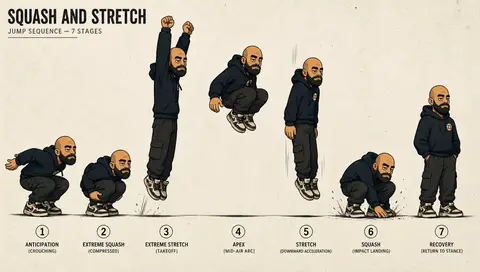 SQUASH AND STRETCH
JUMP SEQUENCE — 7 STAGES
1
ANTICIPATION
(CROUCHING)
2
EXTREME SQUASH
(COMPRESSED)
3
EXTREME STRETCH
(TAKEOFF)
4
APEX
(MID-AIR ARC)
5
STRETCH
(DOWNWARD ACCELERATION)
6
SQUASH
(IMPACT LANDING)
7
RECOVERY
(RETURN TO STANCE)